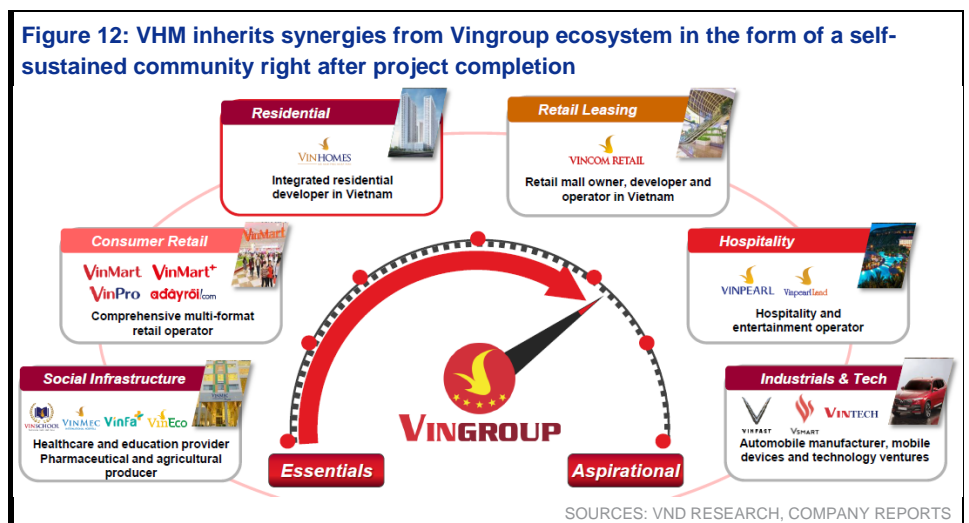 Figure 12: VHM inherits synergies from Vingroup ecosystem in the form of a self-
sustained community right after project completion
Residential
VINHOMES
Integrated residential
developer in Vietnam
Retail Leasing
VINCOM RETAIL
Retail mall owner, developer and
operator in Vietnam
Consumer Retail
VinMart VinMart+
VinPro adâyrôi.com
VinMart
Comprehensive multi-format
retail operator
Hospitality
VINPEARL VinpearlLand
Hospitality and
entertainment operator
Social Infrastructure
VINSCHOOL VINMEC VinFa VinEco
Healthcare and education provider
Pharmaceutical and agricultural
producer
Industrials & Tech
VINFAST VSMART VINTECH
Automobile manufacturer, mobile
devices and technology ventures
VINGROUP
Essentials
Aspirational
SOURCES: VND RESEARCH, COMPANY REPORTS